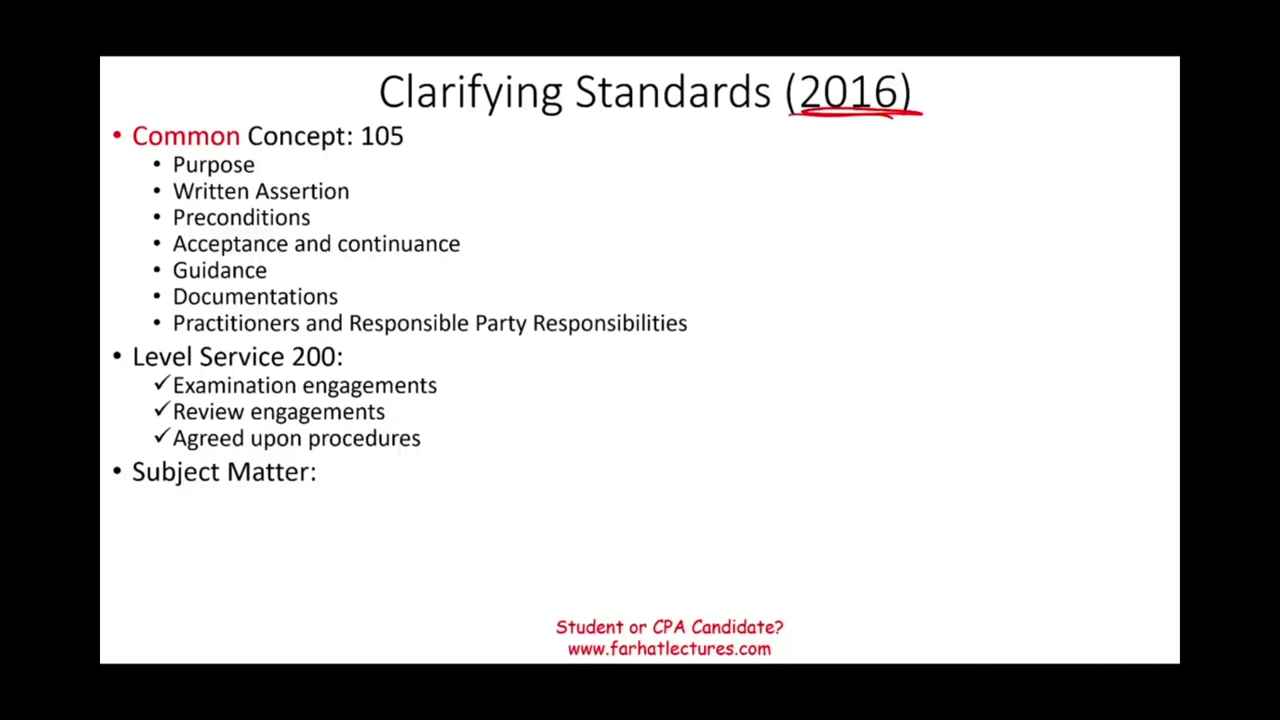 Clarifying Standards (2016)
• Common Concept: 105
• Purpose
• Written Assertion
• Preconditions
• Acceptance and continuance
• Guidance
• Documentations
• Practitioners and Responsible Party Responsibilities
• Level Service 200:
✓Examination engagements
✓Review engagements
✓Agreed upon procedures
• Subject Matter:
Student or CPA Candidate?
www.farhatlectures.com